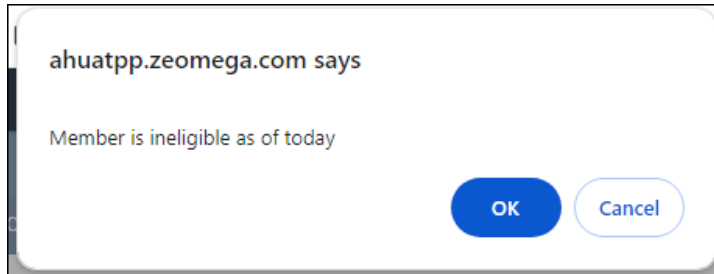 ahuatpp.zeomega.com says
Member is ineligible as of today
OK Cancel